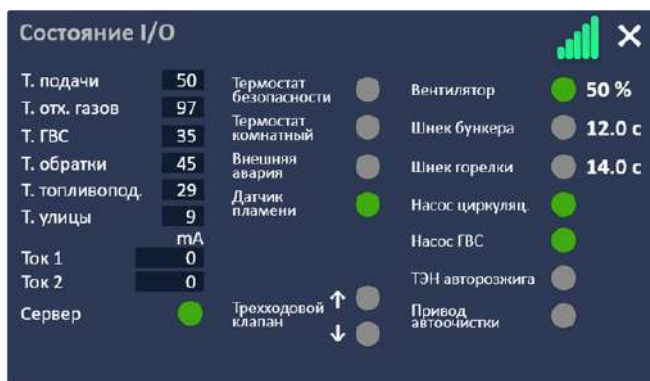 Состояние I/O
Т. подачи 50
Т. отх. газов 97
Т. ГВС 35
Т. обратки 45
Т. топливопод. 29
Т. улицы 9
mA
Ток 1 0
Ток 2 0
Сервер
Термостат
безопасности
Термостат
комнатный
Внешняя
авария
Датчик
пламени
Трехходовой
клапан
Вентилятор 50 %
Шнек бункера 12.0 с
Шнек горелки 14.0 с
Насос циркуляц.
Насос ГВС
ТЭН авторозжига
Привод
автоочистки